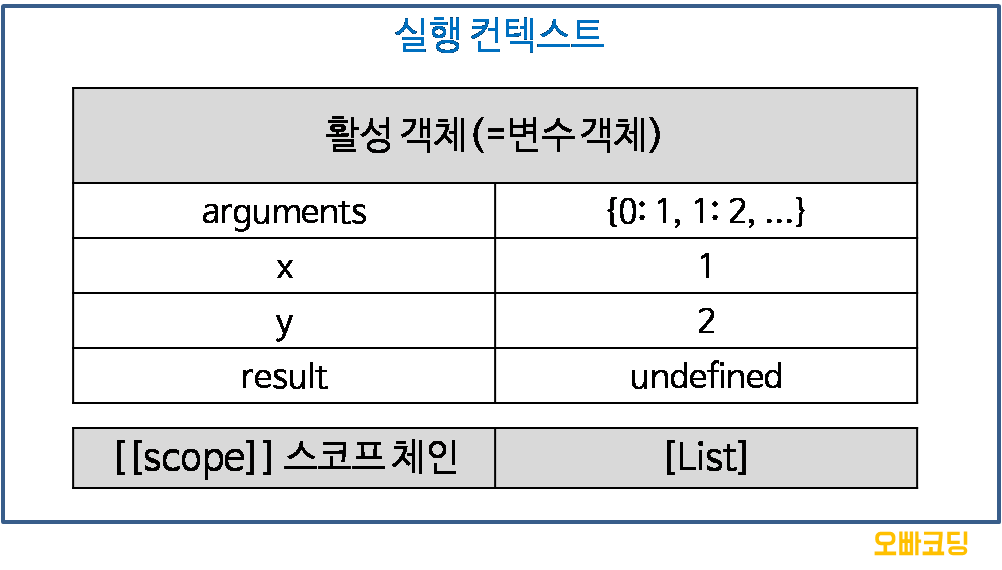 실행 컨텍스트
활성 객체(=변수 객체)
arguments {0: 1, 1: 2, ...}
x 1
y 2
result undefined
[[scope]] 스코프 체인 [List]
오빠코딩